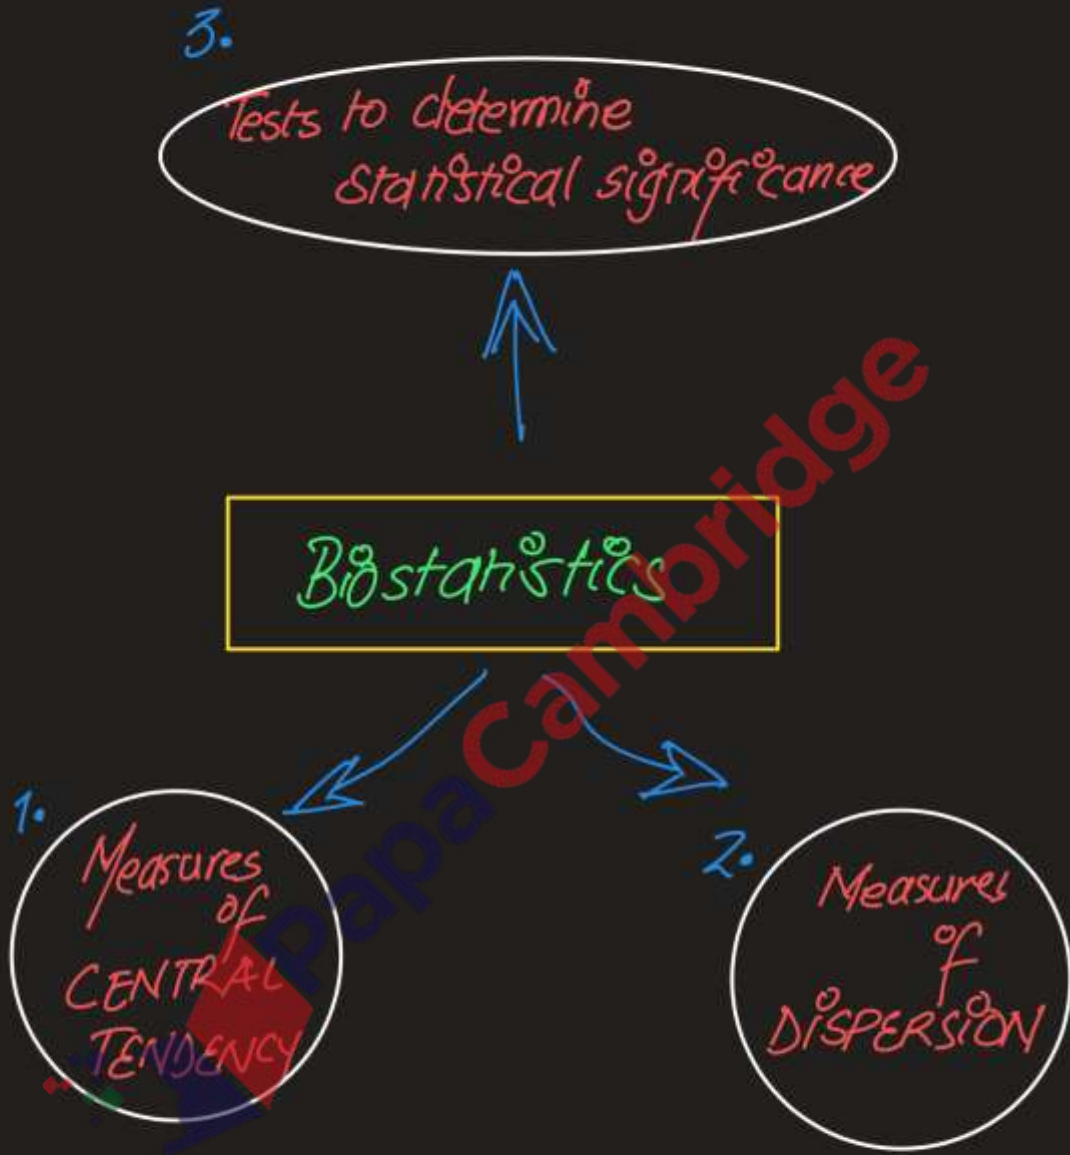 3.
Tests to determine
statistical significance
Biostatistics
1.
Measures
of
CENTRAL
TENDENCY
2.
Measures
of
DISPERSION
PapaCambridge